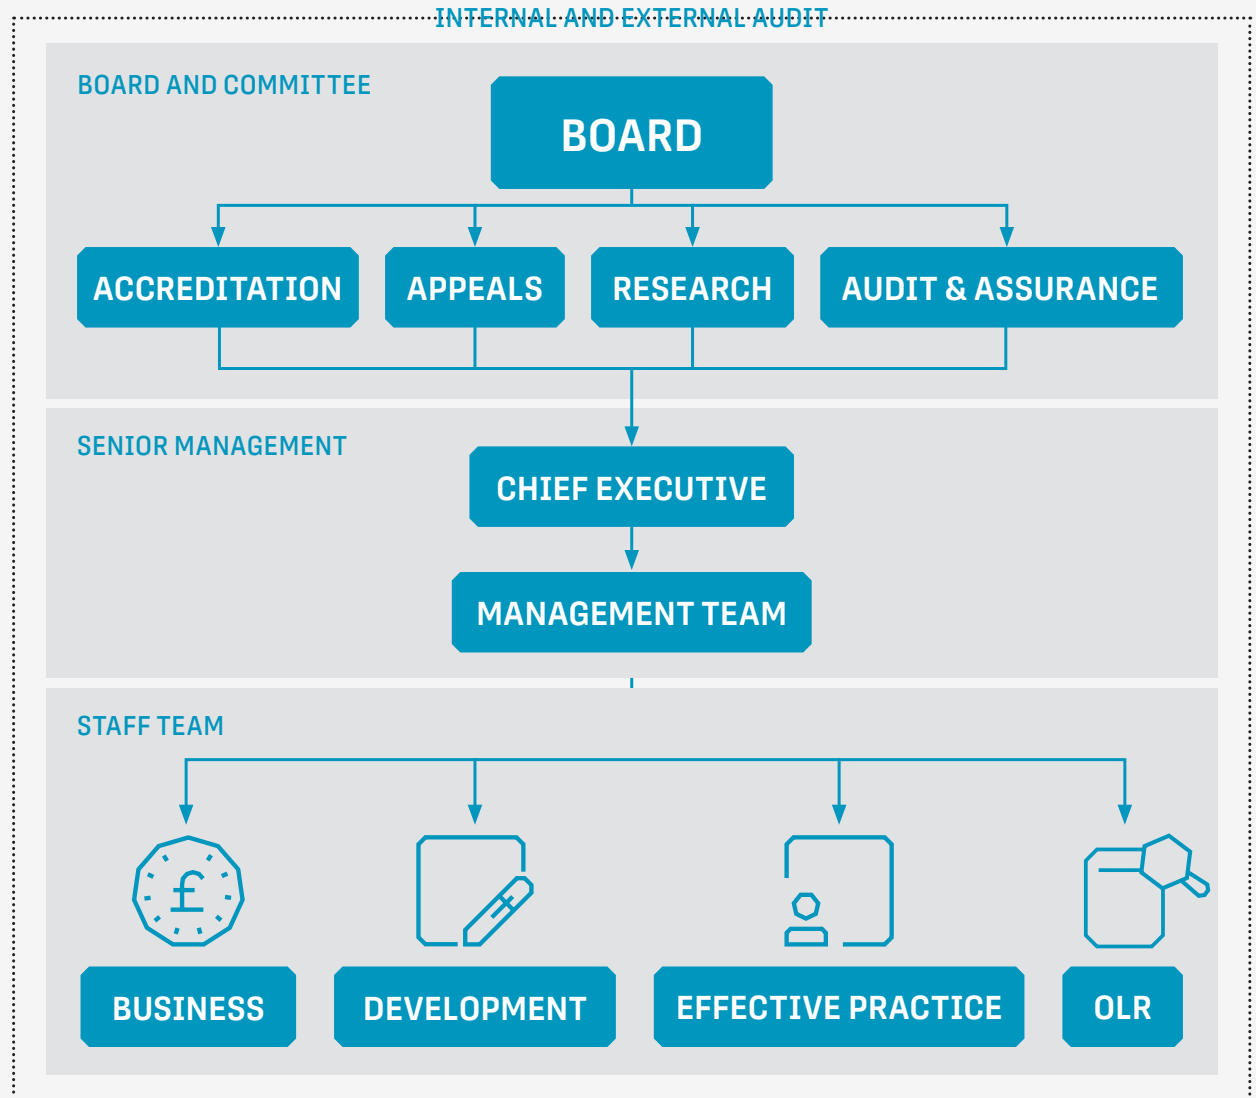 INTERNAL AND EXTERNAL AUDIT
BOARD AND COMMITTEE
BOARD
ACCREDITATION
APPEALS
RESEARCH
AUDIT & ASSURANCE
SENIOR MANAGEMENT
CHIEF EXECUTIVE
MANAGEMENT TEAM
STAFF TEAM
£
BUSINESS
DEVELOPMENT
EFFECTIVE PRACTICE
OLR